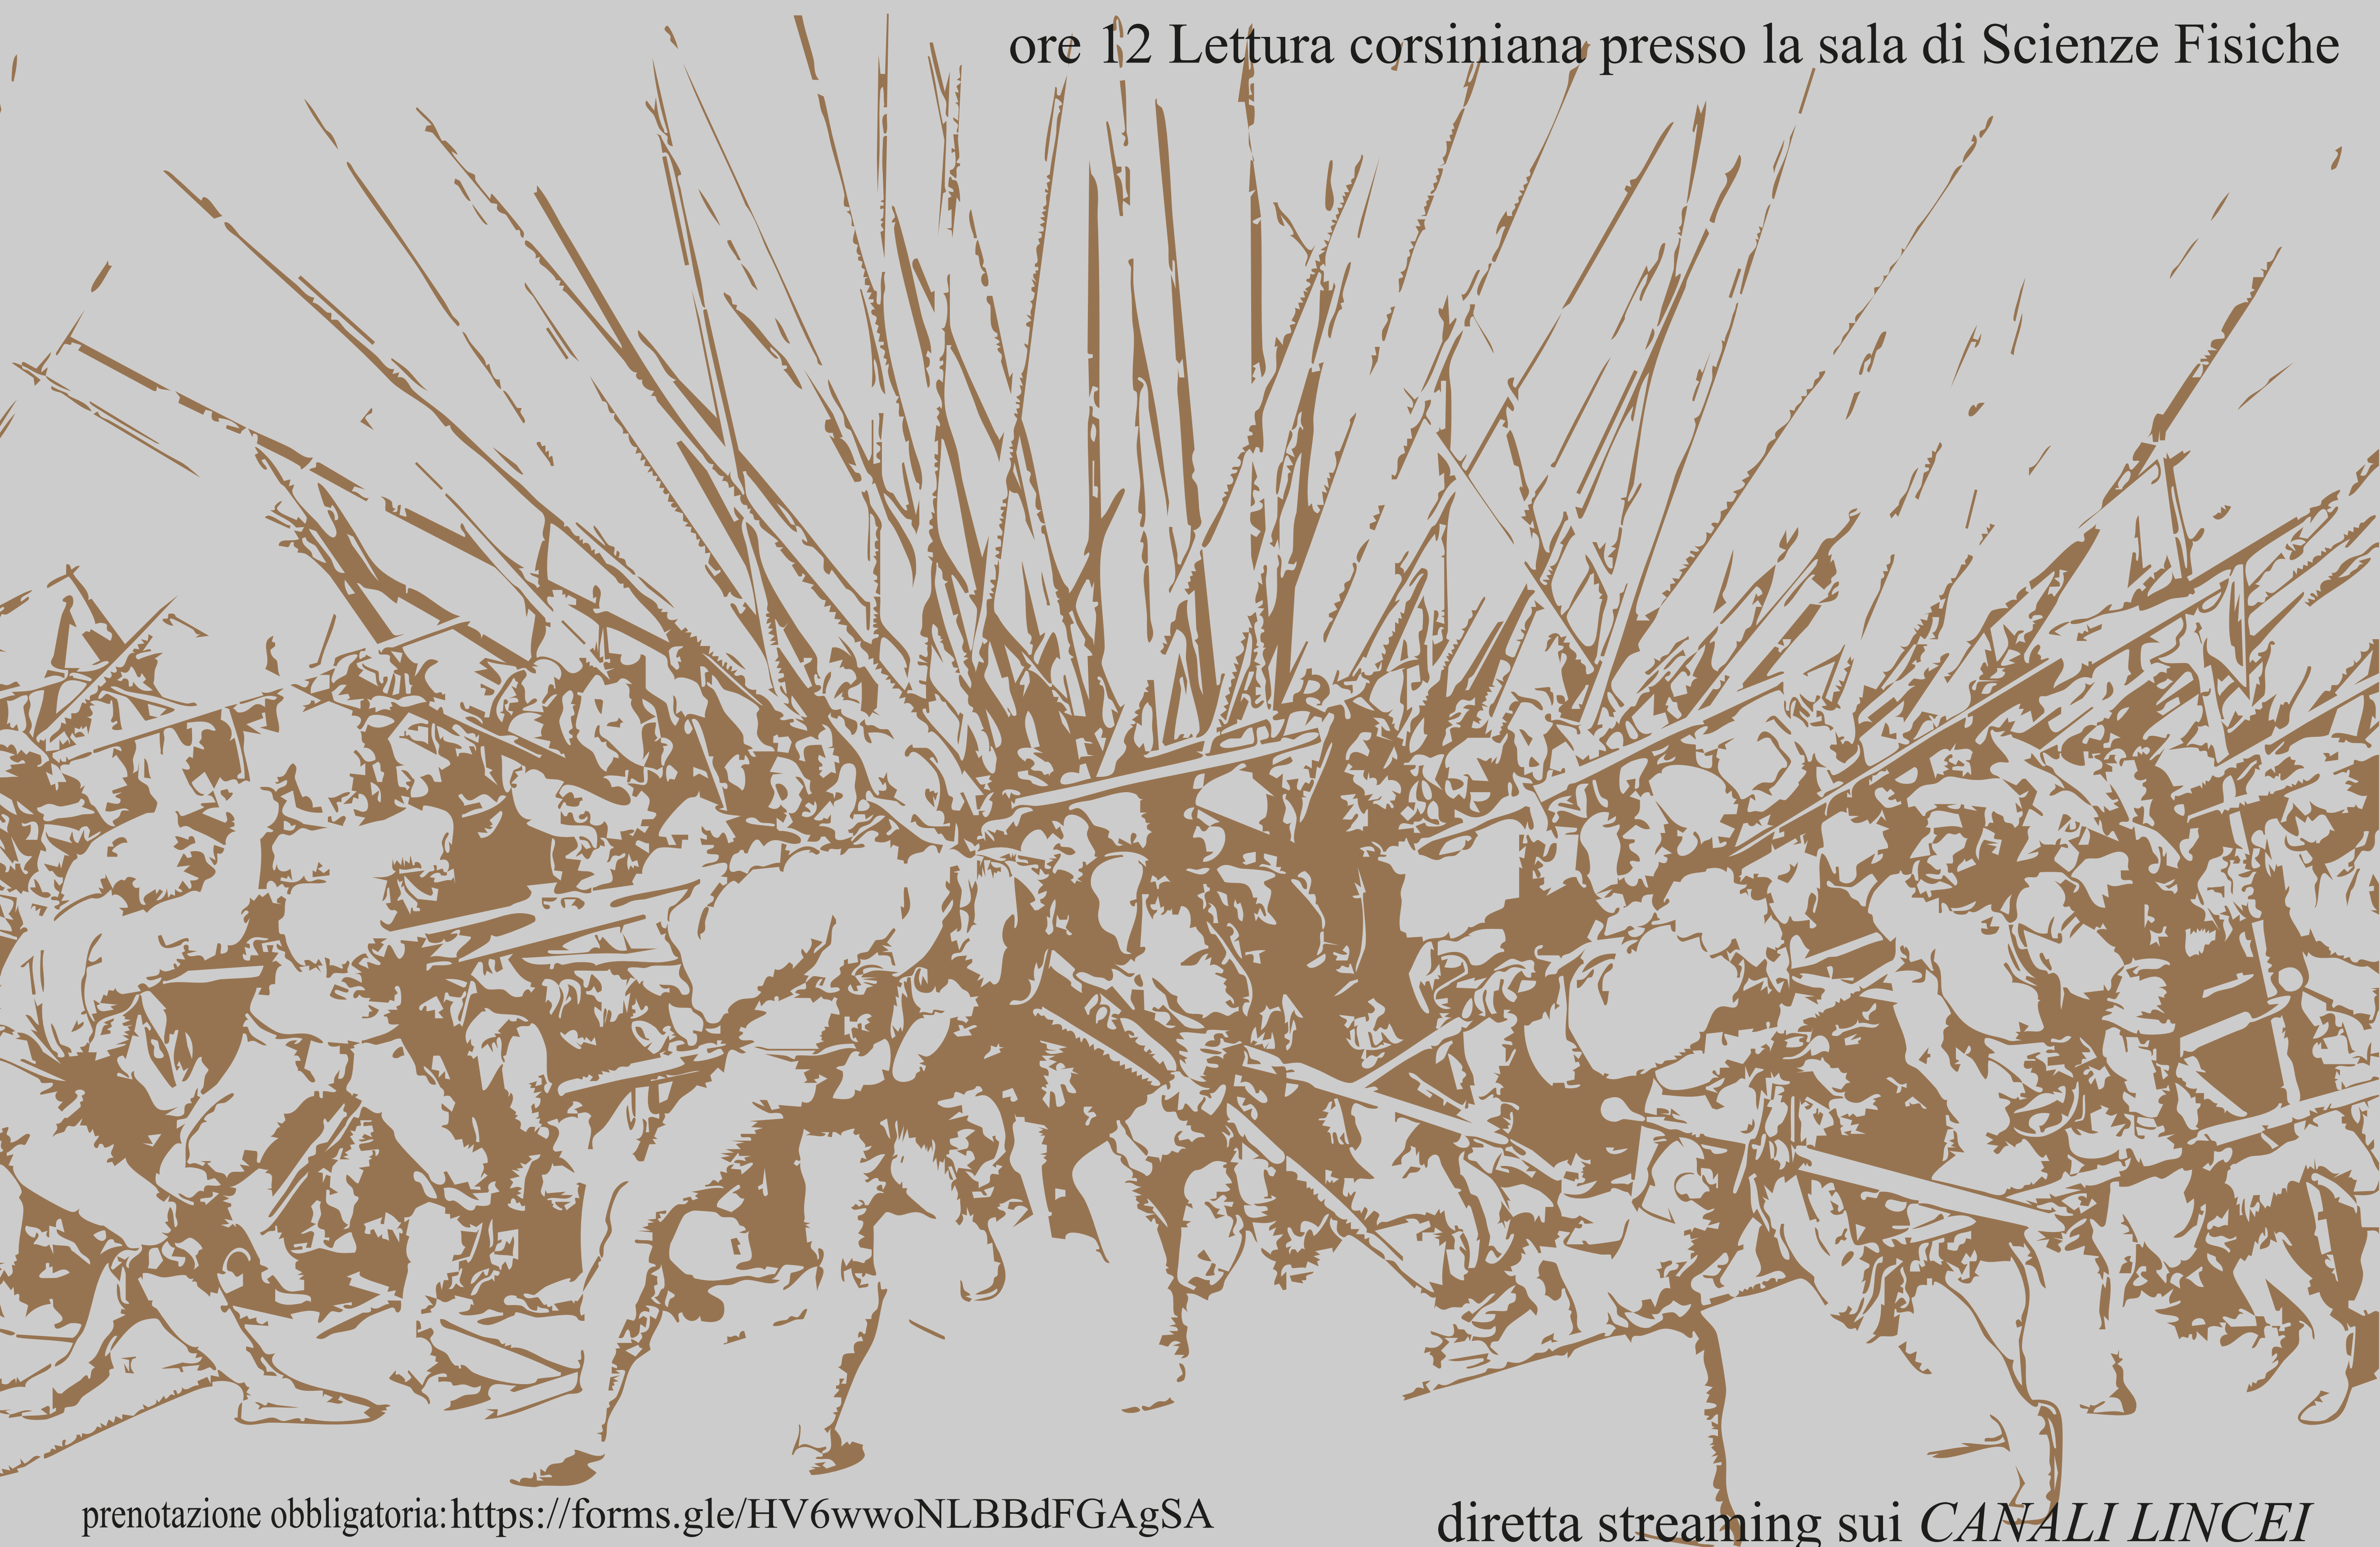 ore 12 Lettura corsiniana presso la sala di Scienze Fisiche
prenotazione obbligatoria:https://forms.gle/HV6wwoNLBBdFGAgSA
diretta streaming sui CANALI LINCEI